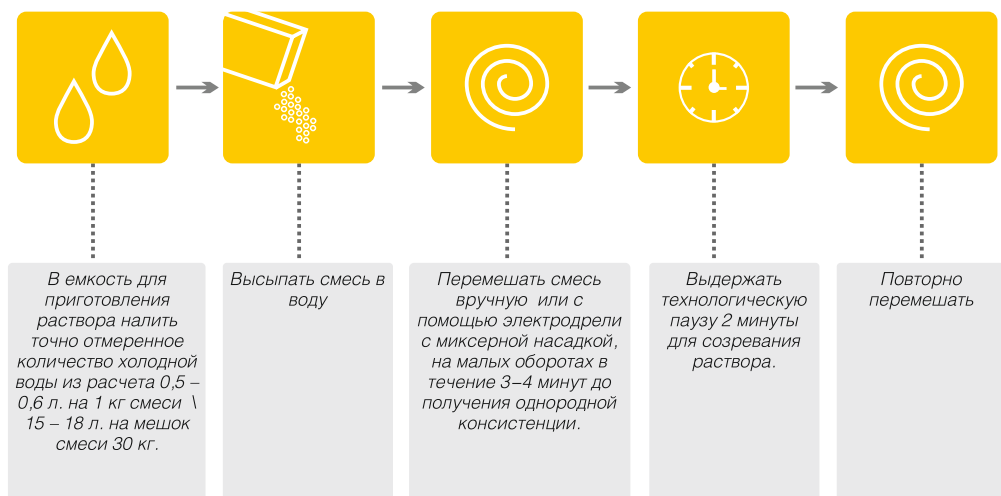 В емкость для
приготовления
раствора налить
точно отмеренное
количество холодной
воды из расчета 0,5 –
0,6 л. на 1 кг смеси \
15 – 18 л. на мешок
смеси 30 кг.
Высыпать смесь в
воду
Перемешать смесь
вручную или с
помощью электродрели
с миксерной насадкой,
на малых оборотах в
течение 3–4 минут до
получения однородной
консистенции.
Выдержать
технологическую
паузу 2 минуты
для созревания
раствора.
Повторно
перемешать